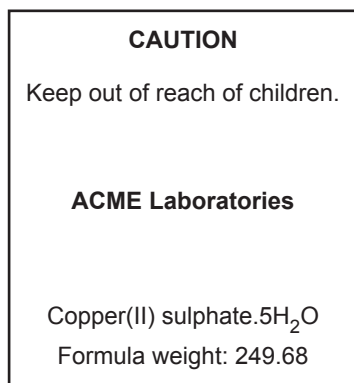 CAUTION
Keep out of reach of children.
ACME Laboratories
Copper(II) sulphate.5H₂O
Formula weight: 249.68